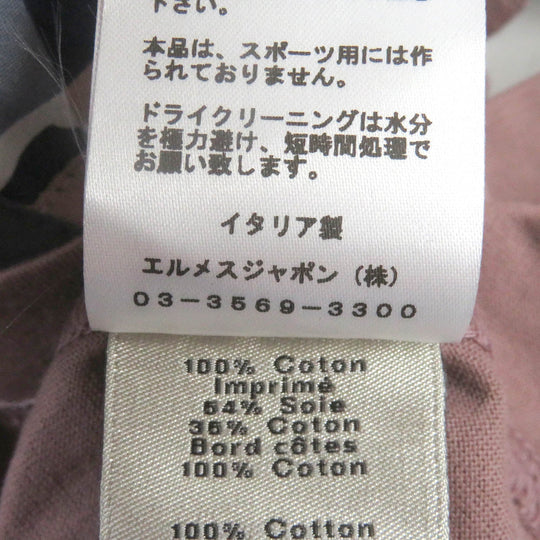 下さい。
本品は、スポーツ用には作
られておりません。
ドライクリーニングは水分
を極力避け、短時間処理で
お願い致します。
イタリア製
エルメスジャポン (株)
03-3569-3300
100% Coton
Imprimé
64% Soie
36% Coton
Bord côtes
100% Coton
100% Cotton